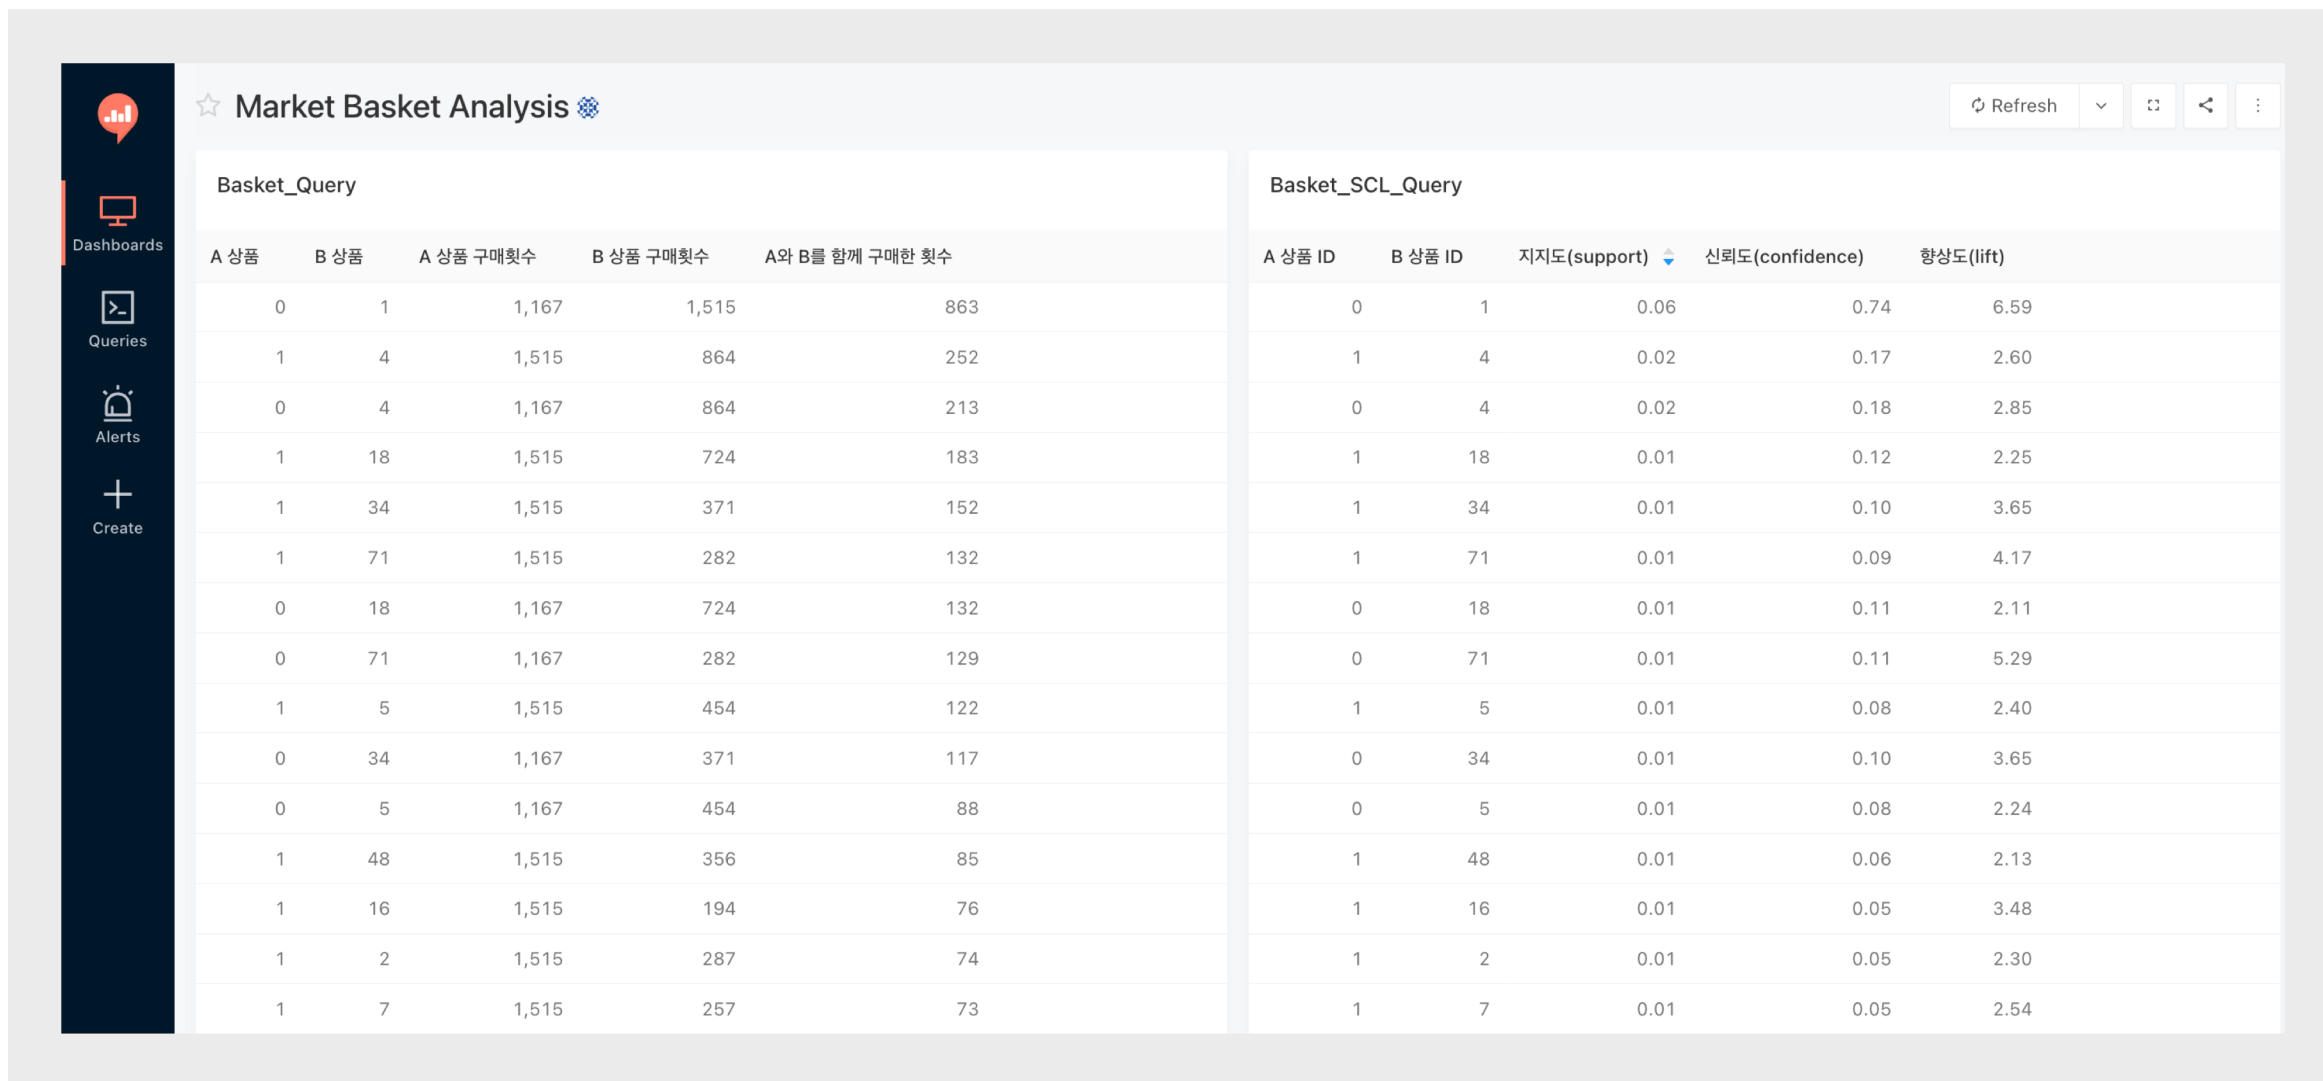 Market Basket Analysis
Refresh
Dashboards
Queries
Alerts
Create
Basket_Query
A 상품 B 상품 A 상품 구매횟수 B 상품 구매횟수 A와 B를 함께 구매한 횟수
0 1 1,167 1,515 863
1 4 1,515 864 252
0 4 1,167 864 213
1 18 1,515 724 183
1 34 1,515 371 152
1 71 1,515 282 132
0 18 1,167 724 132
0 71 1,167 282 129
1 5 1,515 454 122
0 34 1,167 371 117
0 5 1,167 454 88
1 48 1,515 356 85
1 16 1,515 194 76
1 2 1,515 287 74
1 7 1,515 257 73
Basket_SCL_Query
A 상품 ID B 상품 ID 지지도(support) 신뢰도(confidence) 향상도(lift)
0 1 0.06 0.74 6.59
1 4 0.02 0.17 2.60
0 4 0.02 0.18 2.85
1 18 0.01 0.12 2.25
1 34 0.01 0.10 3.65
1 71 0.01 0.09 4.17
0 18 0.01 0.11 2.11
0 71 0.01 0.11 5.29
1 5 0.01 0.08 2.40
0 34 0.01 0.10 3.65
0 5 0.01 0.08 2.24
1 48 0.01 0.06 2.13
1 16 0.01 0.05 3.48
1 2 0.01 0.05 2.30
1 7 0.01 0.05 2.54